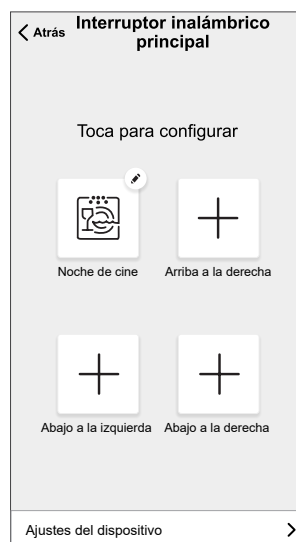 Atrás
Interruptor inalámbrico
principal
Toca para configurar
Noche de cine
Arriba a la derecha
Abajo a la izquierda
Abajo a la derecha
Ajustes del dispositivo